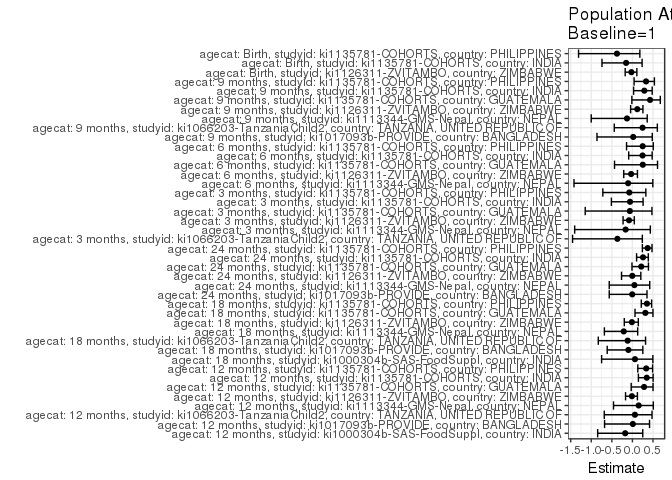 Population At
Baseline=1
agecat: Birth, studyid: ki1135781-COHORTS, country: PHILIPPINES
agecat: Birth, studyid: ki1135781-COHORTS, country: INDIA
agecat: Birth, studyid: ki1126311-ZVITAMBO, country: ZIMBABWE
agecat: 9 months, studyid: ki1135781-COHORTS, country: PHILIPPINES
agecat: 9 months, studyid: ki1135781-COHORTS, country: INDIA
agecat: 9 months, studyid: ki1135781-COHORTS, country: GUATEMALA
agecat: 9 months, studyid: ki1126311-ZVITAMBO, country: ZIMBABWE
agecat: 9 months, studyid: ki1113344-GMS-Nepal, country: NEPAL
agecat: 9 months, studyid: ki1066203-TanzaniaChild2, country: TANZANIA, UNITED REPUBLIC OF
agecat: 9 months, studyid: ki1017093b-PROVIDE, country: BANGLADESH
agecat: 6 months, studyid: ki1135781-COHORTS, country: PHILIPPINES
agecat: 6 months, studyid: ki1135781-COHORTS, country: INDIA
agecat: 6 months, studyid: ki1135781-COHORTS, country: GUATEMALA
agecat: 6 months, studyid: ki1126311-ZVITAMBO, country: ZIMBABWE
agecat: 6 months, studyid: ki1113344-GMS-Nepal, country: NEPAL
agecat: 3 months, studyid: ki1135781-COHORTS, country: PHILIPPINES
agecat: 3 months, studyid: ki1135781-COHORTS, country: INDIA
agecat: 3 months, studyid: ki1135781-COHORTS, country: GUATEMALA
agecat: 3 months, studyid: ki1126311-ZVITAMBO, country: ZIMBABWE
agecat: 3 months, studyid: ki1113344-GMS-Nepal, country: NEPAL
agecat: 3 months, studyid: ki1066203-TanzaniaChild2, country: TANZANIA, UNITED REPUBLIC OF
agecat: 24 months, studyid: ki1135781-COHORTS, country: PHILIPPINES
agecat: 24 months, studyid: ki1135781-COHORTS, country: INDIA
agecat: 24 months, studyid: ki1135781-COHORTS, country: GUATEMALA
agecat: 24 months, studyid: ki1126311-ZVITAMBO, country: ZIMBABWE
agecat: 24 months, studyid: ki1113344-GMS-Nepal, country: NEPAL
agecat: 24 months, studyid: ki1017093b-PROVIDE, country: BANGLADESH
agecat: 18 months, studyid: ki1135781-COHORTS, country: PHILIPPINES
agecat: 18 months, studyid: ki1135781-COHORTS, country: GUATEMALA
agecat: 18 months, studyid: ki1126311-ZVITAMBO, country: ZIMBABWE
agecat: 18 months, studyid: ki1113344-GMS-Nepal, country: NEPAL
agecat: 18 months, studyid: ki1066203-TanzaniaChild2, country: TANZANIA, UNITED REPUBLIC OF
agecat: 18 months, studyid: ki1017093b-PROVIDE, country: BANGLADESH
agecat: 18 months, studyid: ki1000304b-SAS-FoodSuppl, country: INDIA
agecat: 12 months, studyid: ki1135781-COHORTS, country: PHILIPPINES
agecat: 12 months, studyid: ki1135781-COHORTS, country: INDIA
agecat: 12 months, studyid: ki1135781-COHORTS, country: GUATEMALA
agecat: 12 months, studyid: ki1126311-ZVITAMBO, country: ZIMBABWE
agecat: 12 months, studyid: ki1113344-GMS-Nepal, country: NEPAL
agecat: 12 months, studyid: ki1066203-TanzaniaChild2, country: TANZANIA, UNITED REPUBLIC OF
agecat: 12 months, studyid: ki1017093b-PROVIDE, country: BANGLADESH
agecat: 12 months, studyid: ki1000304b-SAS-FoodSuppl, country: INDIA
-1.5 -1.0 -0.5 0.0 0.5
Estimate